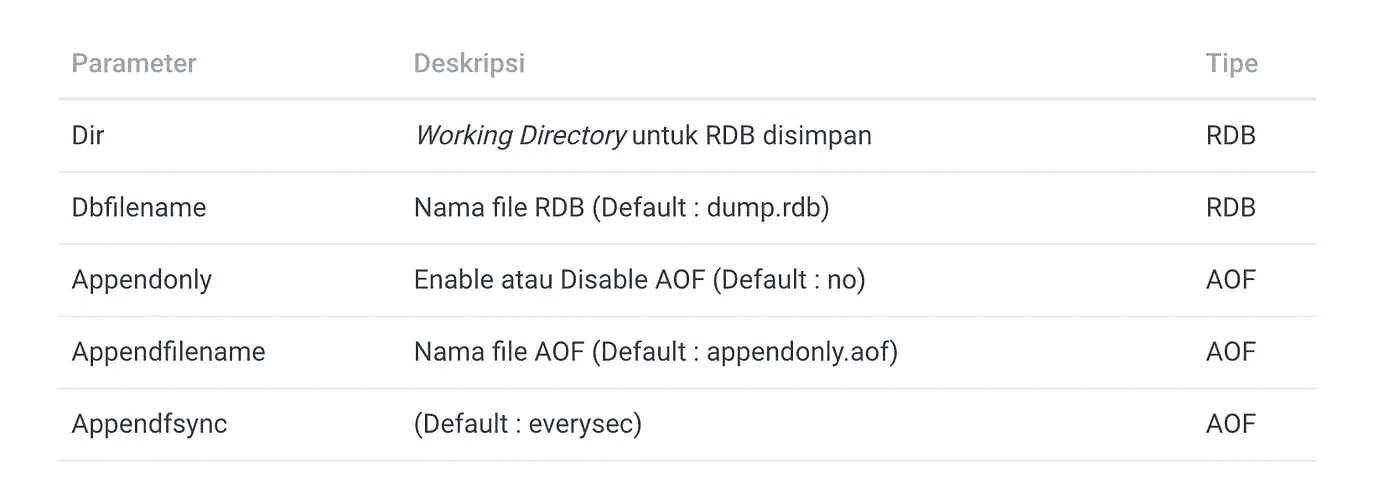 Parameter Deskripsi Tipe
Dir Working Directory untuk RDB disimpan RDB
Dbfilename Nama file RDB (Default : dump.rdb) RDB
Appendonly Enable atau Disable AOF (Default : no) AOF
Appendfilename Nama file AOF (Default : appendonly.aof) AOF
Appendfsync (Default : everysec) AOF